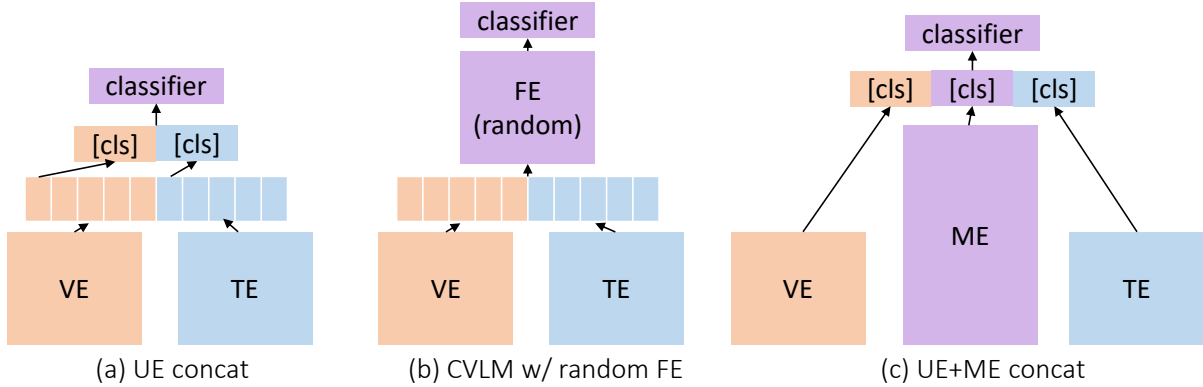 classifier
[cls] [cls]
VE TE
(a) UE concat
classifier
FE
(random)
VE TE
(b) CVLM w/ random FE
classifier
[cls] [cls] [cls]
ME
VE TE
(c) UE+ME concat